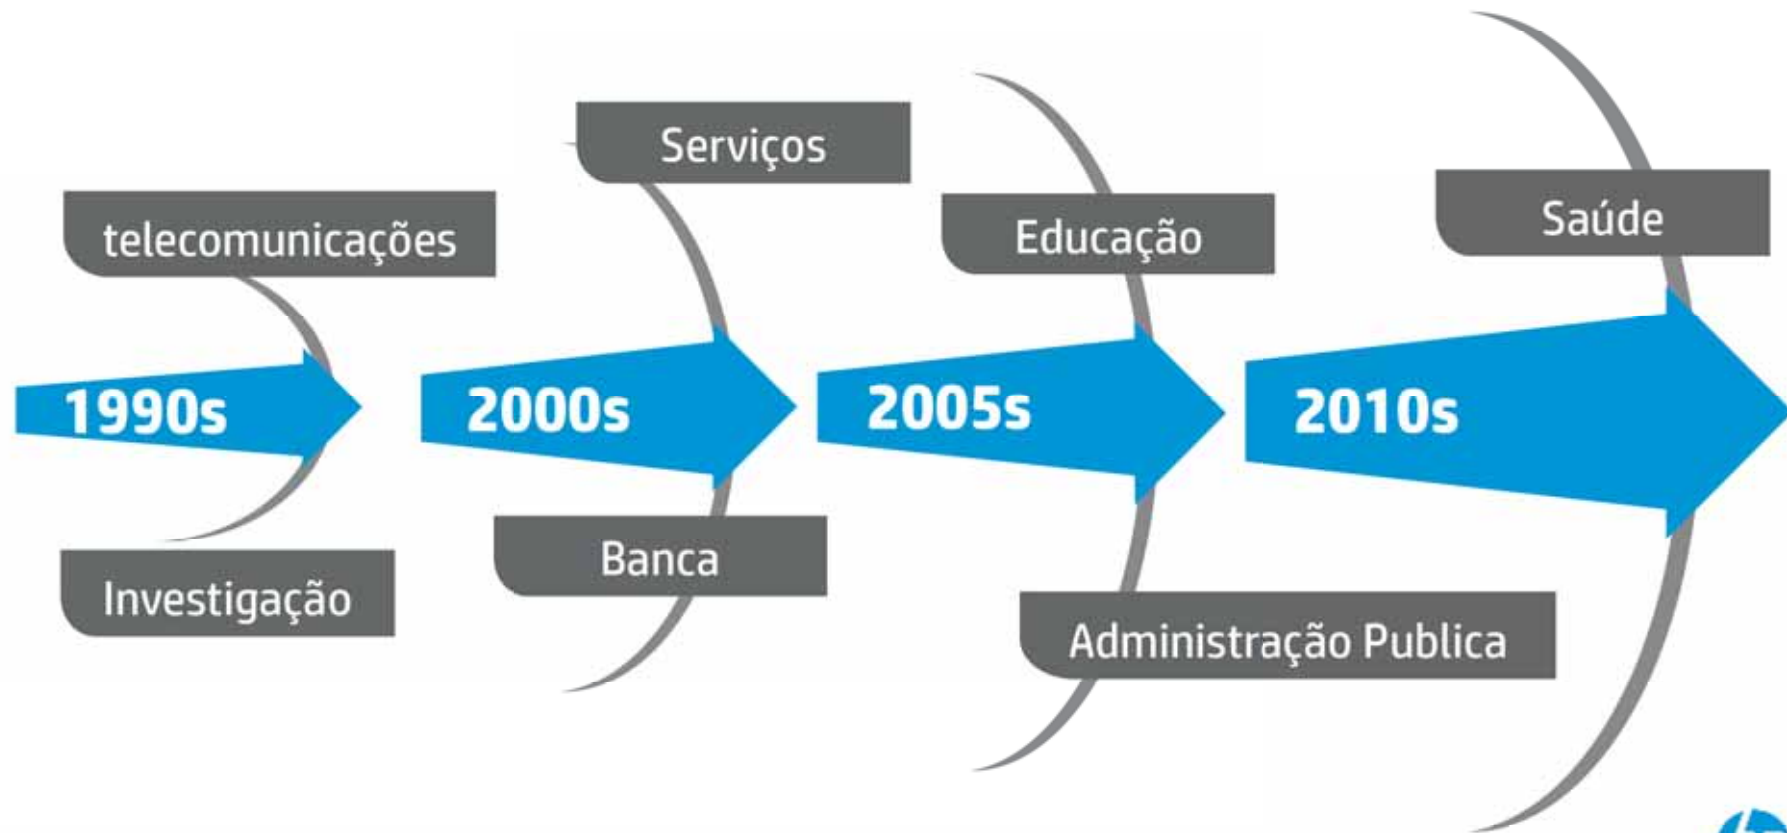 telecomunicações
1990s
Investigação
Serviços
2000s
Banca
Educação
2005s
Administração Publica
Saúde
2010s